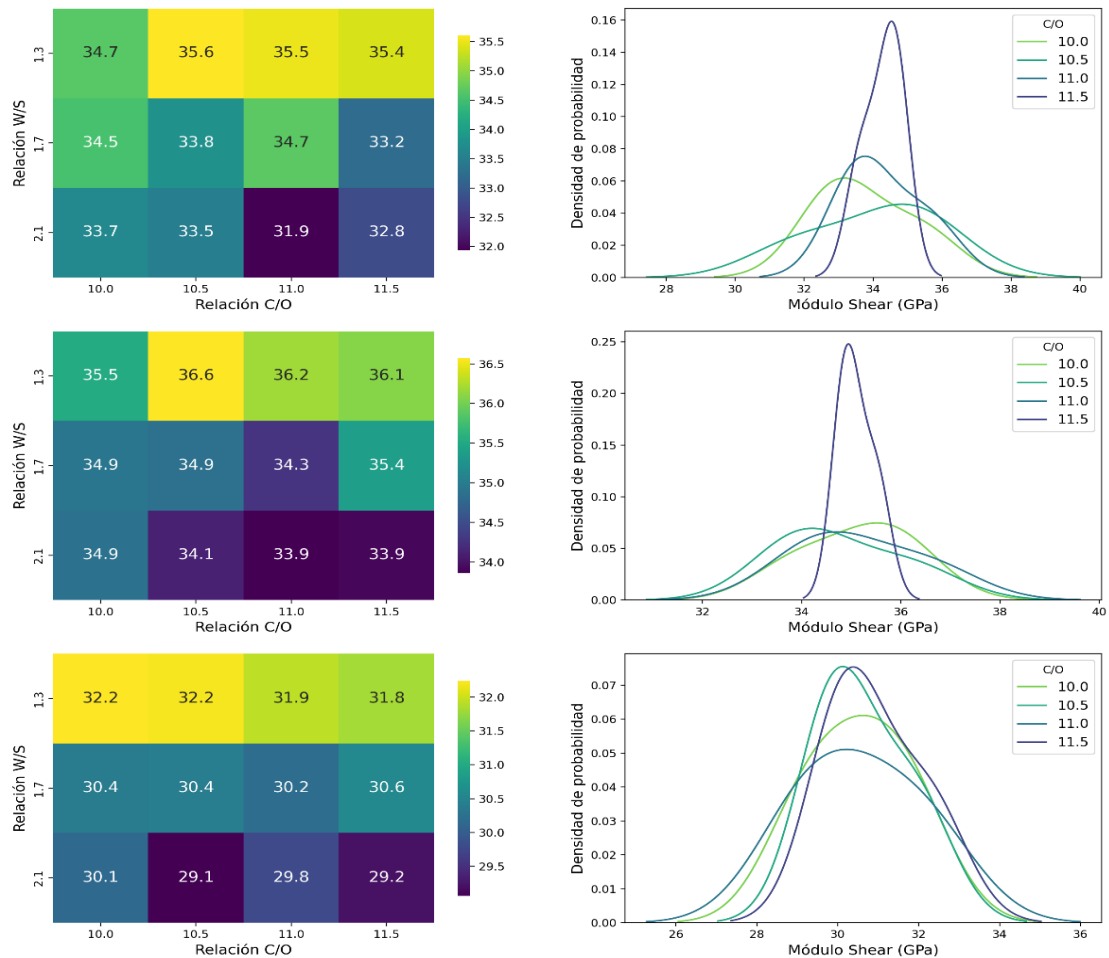 1.3
34.7 35.6 35.5 35.4
1.7
34.5 33.8 34.7 33.2
2.1
33.7 33.5 31.9 32.8
Relación W/S
10.0 10.5 11.0 11.5
Relación C/O
35.5
35.0
34.5
34.0
33.5
33.0
32.5
32.0
Densidad de probabilidad
0.16
0.14
0.12
0.10
0.08
0.06
0.04
0.02
0.00
C/O
10.0
10.5
11.0
11.5
28 30 32 34 36 38 40
Módulo Shear (GPa)
1.3
35.5 36.6 36.2 36.1
1.7
34.9 34.9 34.3 35.4
2.1
34.9 34.1 33.9 33.9
Relación W/S
10.0 10.5 11.0 11.5
Relación C/O
36.5
36.0
35.5
35.0
34.5
34.0
Densidad de probabilidad
0.25
0.20
0.15
0.10
0.05
0.00
C/O
10.0
10.5
11.0
11.5
32 34 36 38 40
Módulo Shear (GPa)
1.3
32.2 32.2 31.9 31.8
1.7
30.4 30.4 30.2 30.6
2.1
30.1 29.1 29.8 29.2
Relación W/S
10.0 10.5 11.0 11.5
Relación C/O
32.0
31.5
31.0
30.5
30.0
29.5
Densidad de probabilidad
0.07
0.06
0.05
0.04
0.03
0.02
0.01
0.00
C/O
10.0
10.5
11.0
11.5
26 28 30 32 34 36
Módulo Shear (GPa)